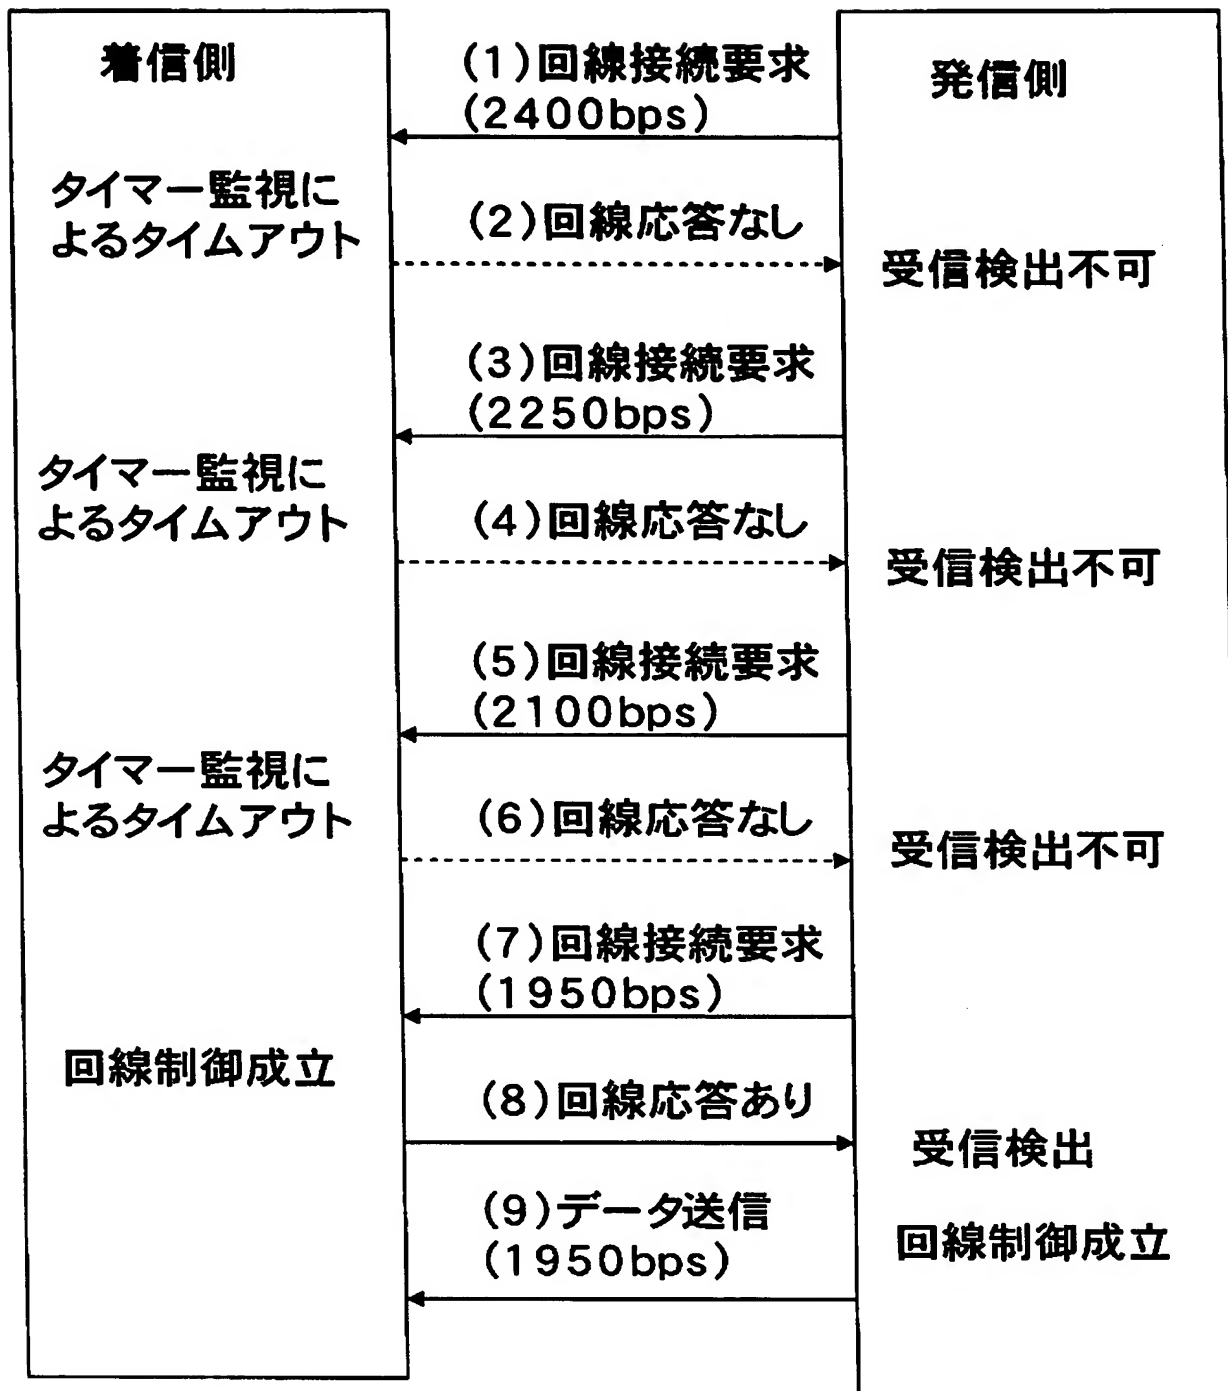 着信側
(1)回線接続要求
(2400bps)
発信側
タイマー監視に
よるタイムアウト
(2)回線応答なし
受信検出不可
(3)回線接続要求
(2250bps)
タイマー監視に
よるタイムアウト
(4)回線応答なし
受信検出不可
(5)回線接続要求
(2100bps)
タイマー監視に
よるタイムアウト
(6)回線応答なし
受信検出不可
(7)回線接続要求
(1950bps)
回線制御成立
(8)回線応答あり
受信検出
(9)データ送信
(1950bps)
回線制御成立